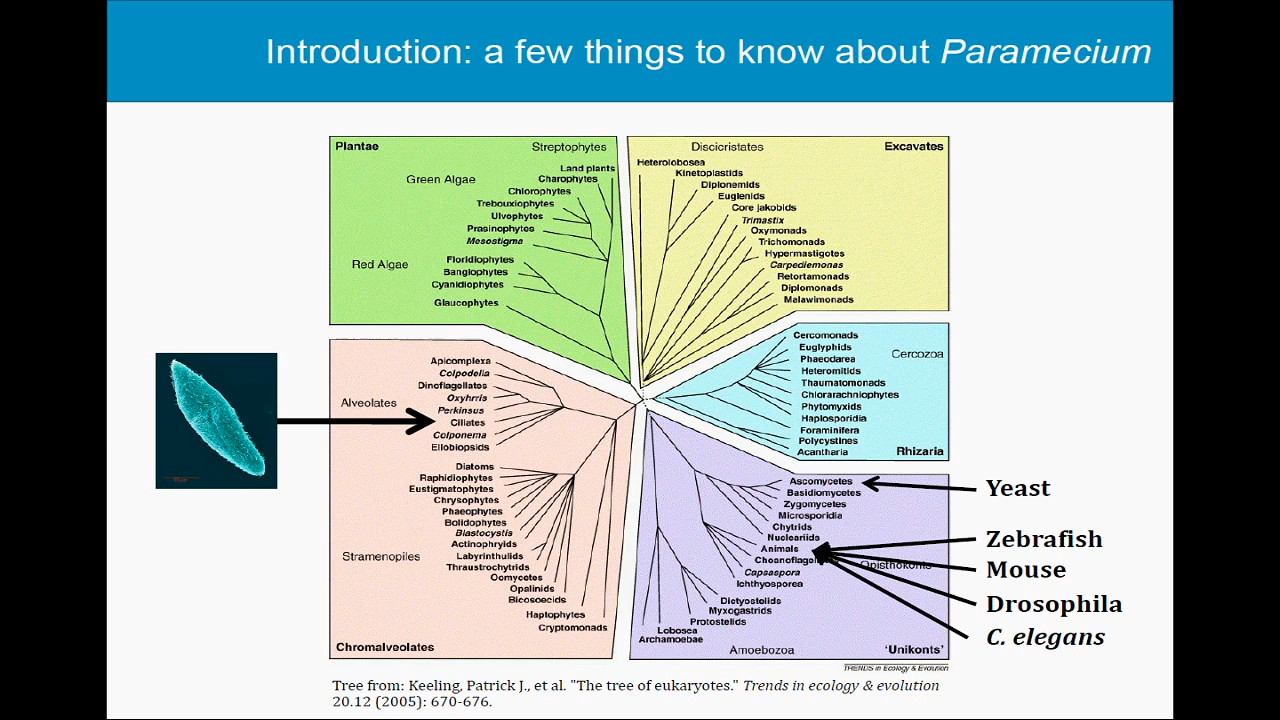 Introduction: a few things to know about Paramecium
Plantae
Streptophytes
Land plants
Green Algae
Charophytes
Chlorophytes
Trebouxiophytes
Ulvophytes
Prasinophytes
Mesostigma
Red Algae
Floridiophytes
Bangiophytes
Cyanidiophytes
Glaucophytes
Discicristates
Excavates
Heterolobosea
Kinetoplastids
Diplonemids
Euglenids
Core jakobids
Trimastix
Oxymonads
Trichomonads
Hypermastigotes
Carpediemonas
Retortamonads
Diplomonads
Malawimonads
Cercomonads
Euglyphids
Phaeodarea
Cercozoa
Heteromitids
Thaumatomonads
Chlorarachniophytes
Phytomyxids
Haplosporidia
Foraminifera
Polycystines
Acantharia
Rhizaria
Apicomplexa
Colpodelia
Dinoflagellates
Alveolates
Oxyhrris
Perkinsus
Ciliates
Colponema
Ellobiopsids
Diatoms
Raphidiophytes
Eustigmatophytes
Chrysophytes
Phaeophytes
Bolidophytes
Blastocystis
Actinophryids
Stramenopiles
Labyrinthulids
Thraustrochytrids
Oomycetes
Opalinids
Bicosoecids
Haptophytes
Cryptomonads
Chromalveolates
Ascomycetes
Basidiomycetes
Zygomycetes
Microsporidia
Chytrids
Nucleariids
Animals
Opisthokonts
Capsaspora
Ichthyosporea
Dictyostelids
Myxogastrids
Protostelids
Lobosea
Archamoebae
Amoebozoa
'Unikonts'
Yeast
Zebrafish
Mouse
Drosophila
C. elegans
TRENDS in Ecology & Evolution
Tree from: Keeling, Patrick J., et al. "The tree of eukaryotes." Trends in ecology & evolution
20.12 (2005): 670-676.